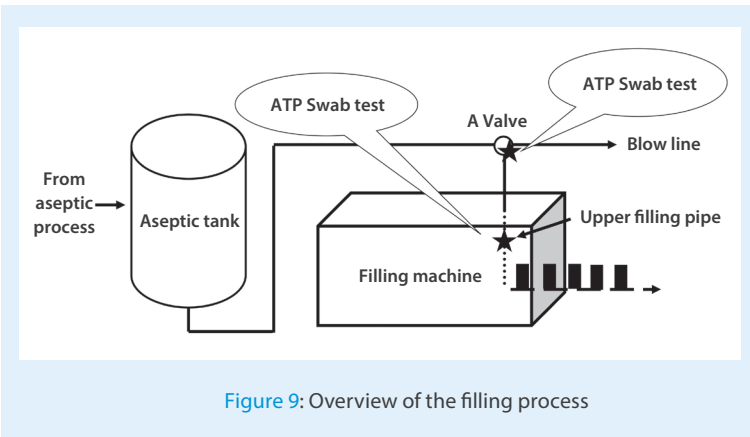 ATP Swab test
ATP Swab test
A Valve
Blow line
From
aseptic
process
Aseptic tank
Upper filling pipe
Filling machine
Figure 9: Overview of the filling process